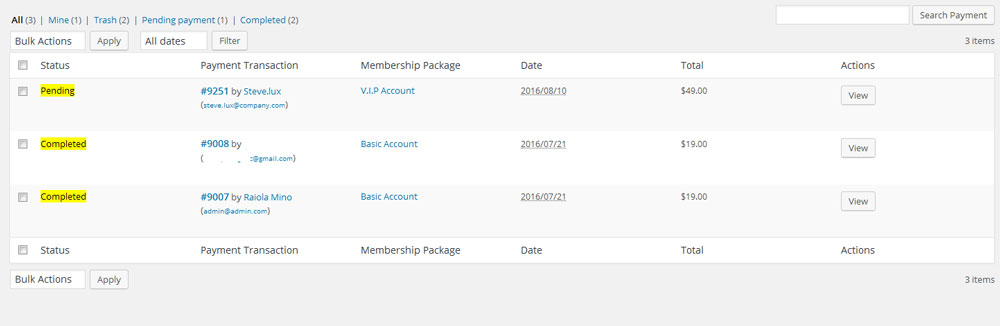 All (3) | Mine (1) | Trash (2) | Pending payment (1) | Completed (2)
Search Payment
Bulk Actions Apply All dates Filter 3 items
Status Payment Transaction Membership Package Date Total Actions
Pending #9251 by Steve.lux V.I.P Account 2016/08/10 $49.00 View
(steve.lux@company.com)
Completed #9008 by Basic Account 2016/07/21 $19.00 View
@gmail.com)
Completed #9007 by Raiola Mino Basic Account 2016/07/21 $19.00 View
(admin@admin.com)
Status Payment Transaction Membership Package Date Total Actions
Bulk Actions Apply 3 items